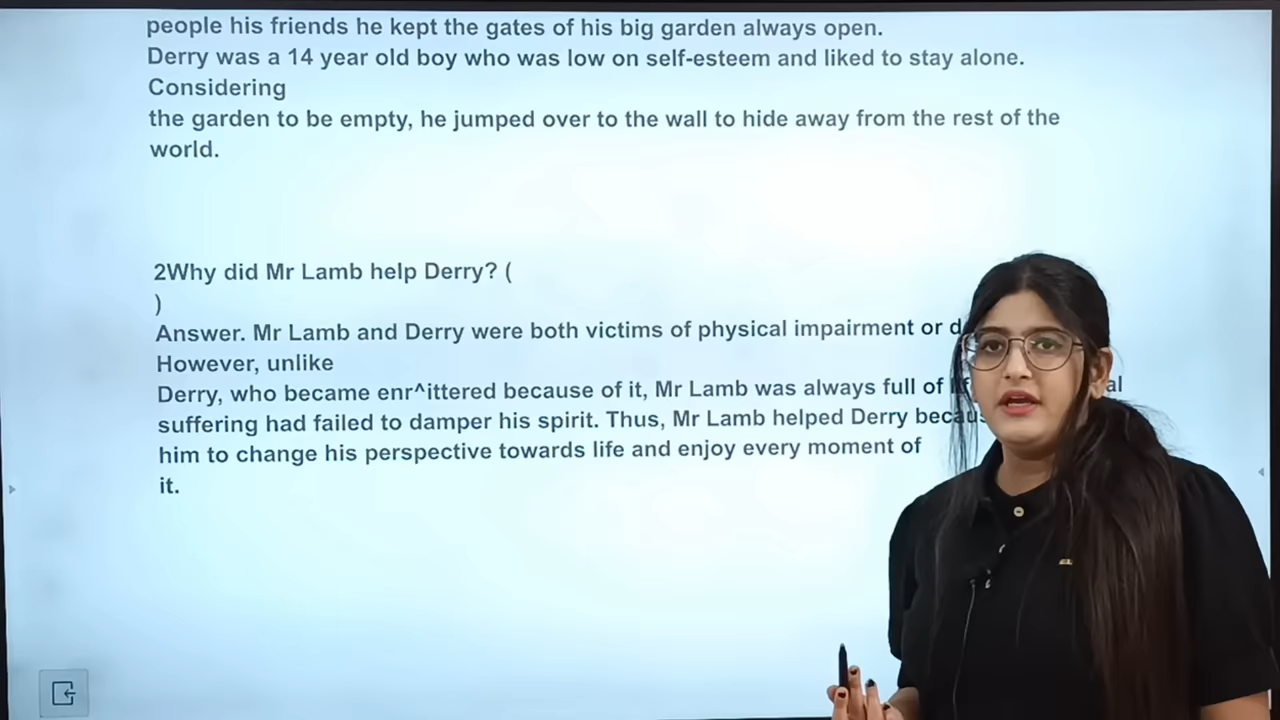 people his friends he kept the gates of his big garden always open.
Derry was a 14 year old boy who was low on self-esteem and liked to stay alone.
Considering
the garden to be empty, he jumped over to the wall to hide away from the rest of the
world.
2Why did Mr Lamb help Derry? (
)
Answer. Mr Lamb and Derry were both victims of physical impairment or
However, unlike
Derry, who became enr^ittered because of it, Mr Lamb was always full of
suffering had failed to damper his spirit. Thus, Mr Lamb helped Derry
him to change his perspective towards life and enjoy every moment of
it.